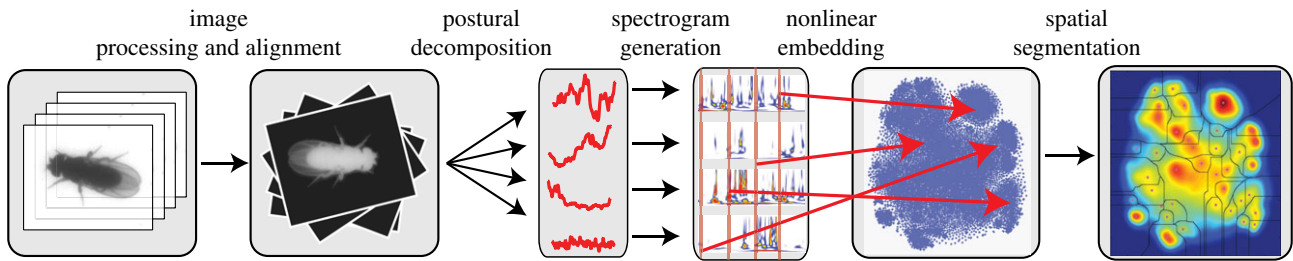 image
processing and alignment
postural
decomposition
spectrogram
generation
nonlinear
embedding
spatial
segmentation